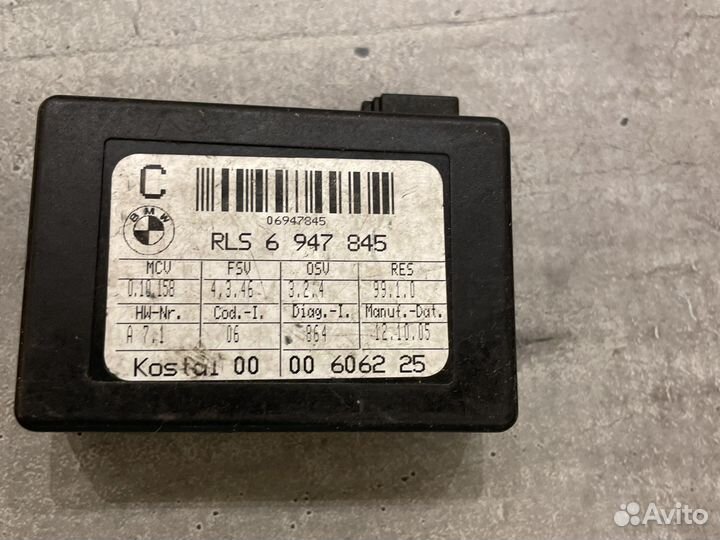 C
06947845
BMW
RLS 6 947 845
MCV FSV OSV RES
0.10.158 4.3.46 3.2.4 99.1.0
HW-Nr. Cod.-I. Diag.-I. Manuf.-Dat.
A 7.1 06 864 12.10.05
Kostal 00 00 6062 25
Avito